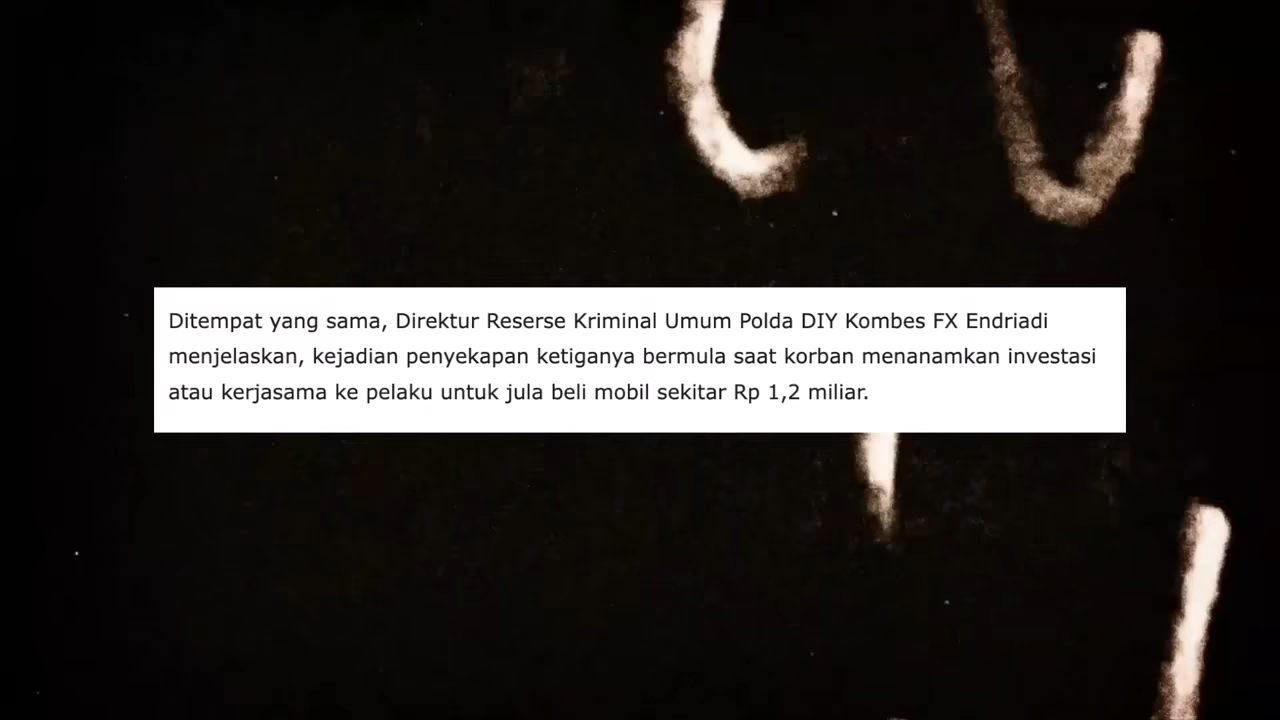 Ditempat yang sama, Direktur Reserse Kriminal Umum Polda DIY Kombes FX Endriadi
menjelaskan, kejadian penyekapan ketiganya bermula saat korban menanamkan investasi
atau kerjasama ke pelaku untuk jula beli mobil sekitar Rp 1,2 miliar.